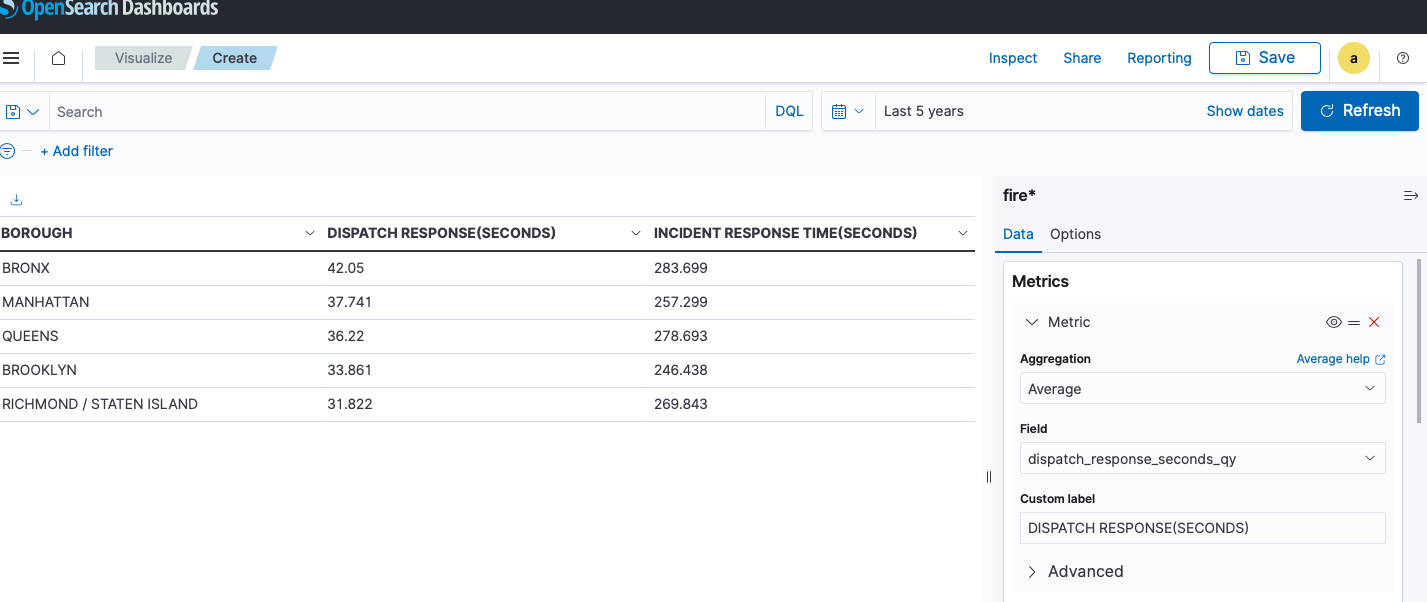 OpenSearch Dashboards
Visualize Create Inspect Share Reporting Save a
Search DQL Last 5 years Show dates Refresh
+ Add filter
fire*
Data Options
BOROUGH DISPATCH RESPONSE(SECONDS) INCIDENT RESPONSE TIME(SECONDS)
BRONX 42.05 283.699
MANHATTAN 37.741 257.299
QUEENS 36.22 278.693
BROOKLYN 33.861 246.438
RICHMOND / STATEN ISLAND 31.822 269.843
Metrics
Metric
Aggregation Average help
Average
Field
dispatch_response_seconds_qy
Custom label
DISPATCH RESPONSE(SECONDS)
Advanced